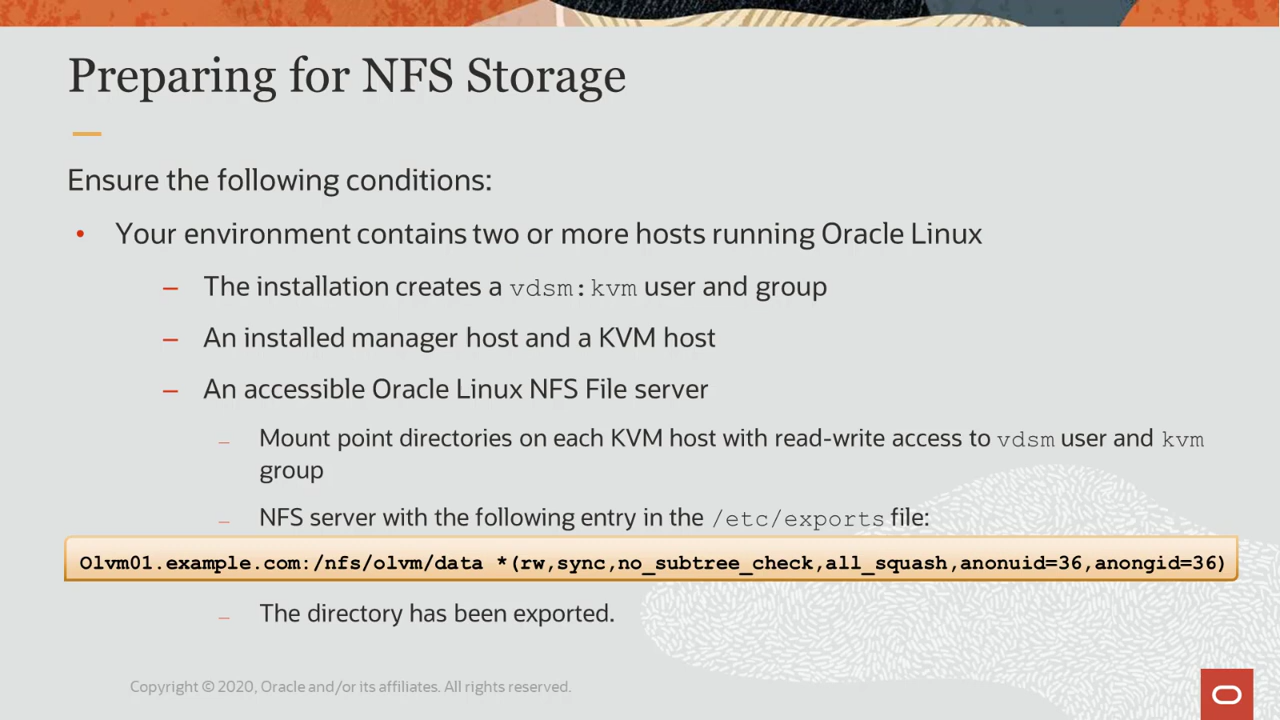 Preparing for NFS Storage
Ensure the following conditions:
• Your environment contains two or more hosts running Oracle Linux
– The installation creates a vdsm:kvm user and group
– An installed manager host and a KVM host
– An accessible Oracle Linux NFS File server
– Mount point directories on each KVM host with read-write access to vdsm user and kvm
group
– NFS server with the following entry in the /etc/exports file:
Olvm01.example.com:/nfs/olvm/data *(rw,sync,no_subtree_check,all_squash,anonuid=36,anongid=36)
– The directory has been exported.
Copyright © 2020, Oracle and/or its affiliates. All rights reserved.